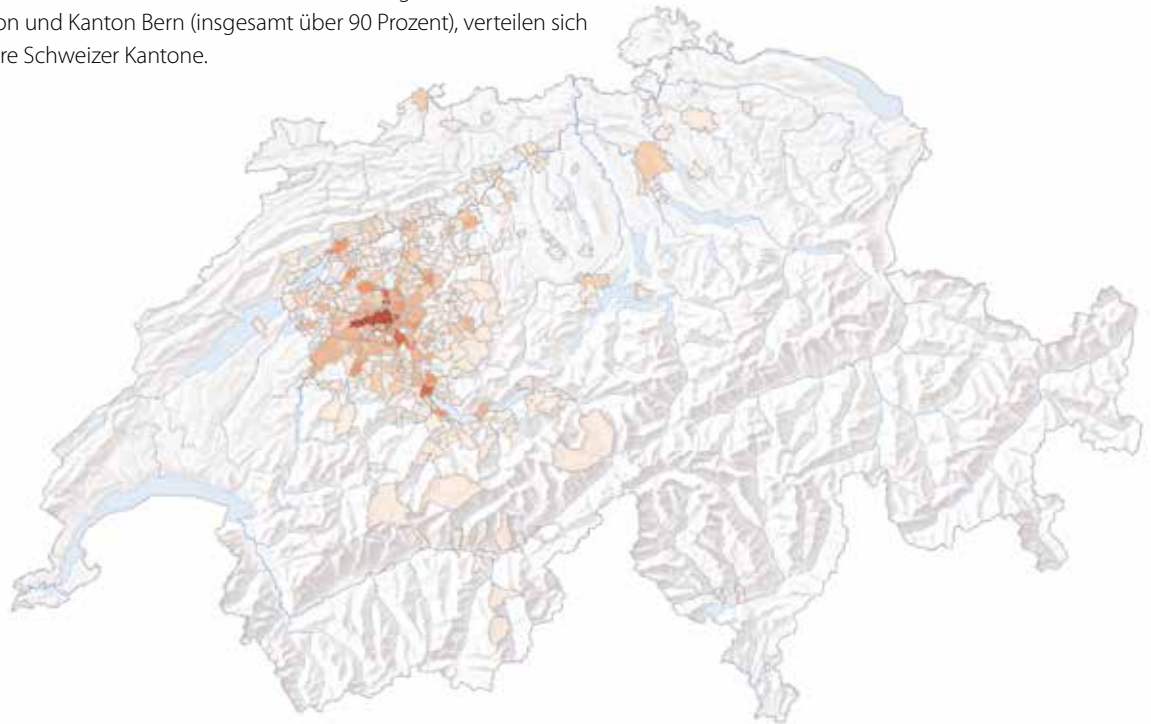 on und Kanton Bern (insgesamt über 90 Prozent), verteilen sich
re Schweizer Kantone.